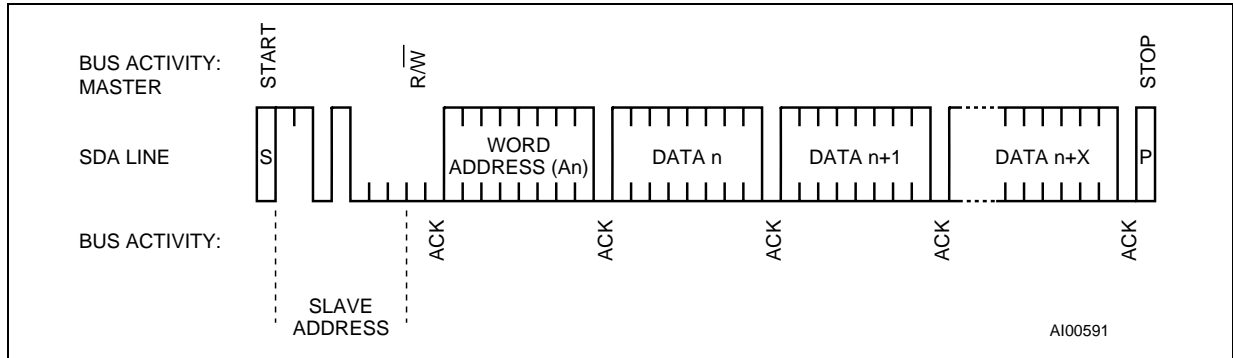 BUS ACTIVITY:
MASTER
START
R/W
STOP
SDA LINE
S
WORD
ADDRESS (An)
DATA n
DATA n+1
DATA n+X
P
BUS ACTIVITY:
ACK
ACK
ACK
ACK
ACK
SLAVE
ADDRESS
AI00591